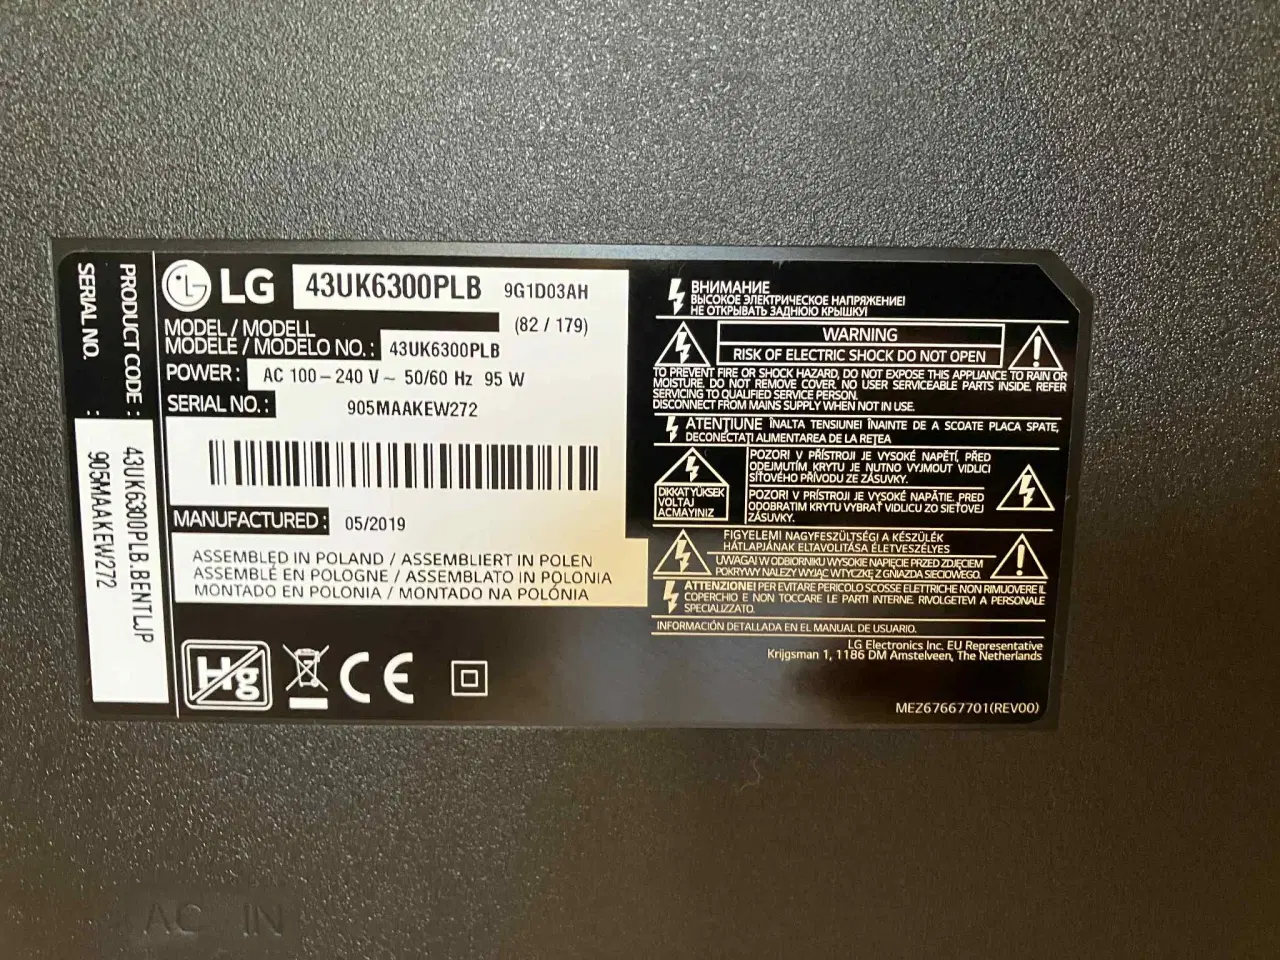 SERIAL NO. : 905MAAKEW272
PRODUCT CODE : 43UK6300PLB.BENTLJP
LG 43UK6300PLB 9G1D03AH
(82 / 179)
MODEL / MODELL
MODÈLE / MODELO NO. : 43UK6300PLB
POWER : AC 100 – 240 V ~ 50/60 Hz 95 W
SERIAL NO. : 905MAAKEW272
MANUFACTURED : 05/2019
ASSEMBLED IN POLAND / ASSEMBLIERT IN POLEN
ASSEMBLÉ EN POLOGNE / ASSEMBLATO IN POLONIA
MONTADO EN POLONIA / MONTADO NA POLÓNIA
Hg
CE
ВНИМАНИЕ
ВЫСОКОЕ ЭЛЕКТРИЧЕСКОЕ НАПРЯЖЕНИЕ!
НЕ ОТКРЫВАТЬ ЗАДНЮЮ КРЫШКУ!
WARNING
RISK OF ELECTRIC SHOCK DO NOT OPEN
TO PREVENT FIRE OR SHOCK HAZARD, DO NOT EXPOSE THIS APPLIANCE TO RAIN OR
MOISTURE. DO NOT REMOVE COVER. NO USER SERVICEABLE PARTS INSIDE. REFER
SERVICING TO QUALIFIED SERVICE PERSON.
DISCONNECT FROM MAINS SUPPLY WHEN NOT IN USE.
ATENŢIUNE ÎNALTA TENSIUNE! ÎNAINTE DE A SCOATE PLACA SPATE,
DECONECTAŢI ALIMENTAREA DE LA REŢEA
DIKKAT YÜKSEK
VOLTAJ
AÇMAYINIZ
POZOR! V PŘÍSTROJI JE VYSOKÉ NAPĚTÍ, PŘED
ODEJMUTÍM KRYTU JE NUTNO VYJMOUT VIDLICI
SÍŤOVÉHO PŘÍVODU ZE ZÁSUVKY.
POZOR! V PRÍSTROJI JE VYSOKÉ NAPÄTIE. PRED
ODOBRATIM KRYTU VYBRAŤ VIDLICU ZO SIEŤOVEJ
ZÁSUVKY.
FIGYELEM! NAGYFESZÜLTSÉG! A KÉSZÜLÉK
HÁTLAPJÁNAK ELTÁVOLÍTÁSA ÉLETVESZÉLYES
UWAGA! W ODBIORNIKU WYSOKIE NAPIĘCIE PRZED ZDJĘCIEM
POKRYWY NALEŻY WYJĄĆ WTYCZKĘ Z GNIAZDA SIECIOWEGO.
ATTENZIONE! PER EVITARE PERICOLO SCOSSE ELETTRICHE NON RIMUOVERE IL
COPERCHIO E NON TOCCARE LE PARTI INTERNE. RIVOLGETEVI A PERSONALE
SPECIALIZZATO.
INFORMACIÓN DETALLADA EN EL MANUAL DE USUARIO.
LG Electronics Inc. EU Representative
Krijgsman 1, 1186 DM Amstelveen, The Netherlands
MEZ67667701(REV00)
AC IN